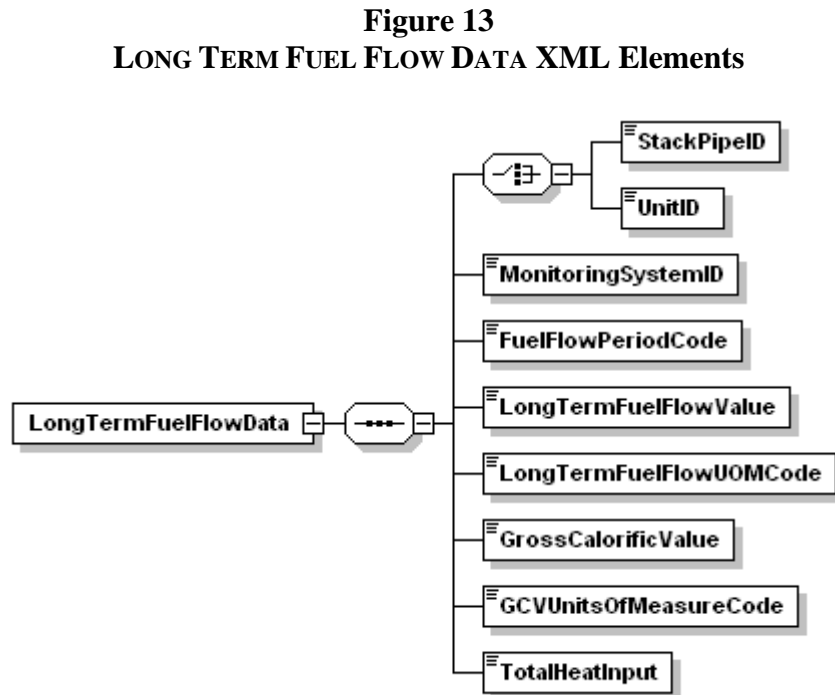 Figure 13
LONG TERM FUEL FLOW DATA XML Elements
StackPipeID
UnitID
MonitoringSystemID
FuelFlowPeriodCode
LongTermFuelFlowData
LongTermFuelFlowValue
LongTermFuelFlowUOMCode
GrossCalorificValue
GCVUnitsOfMeasureCode
TotalHeatInput